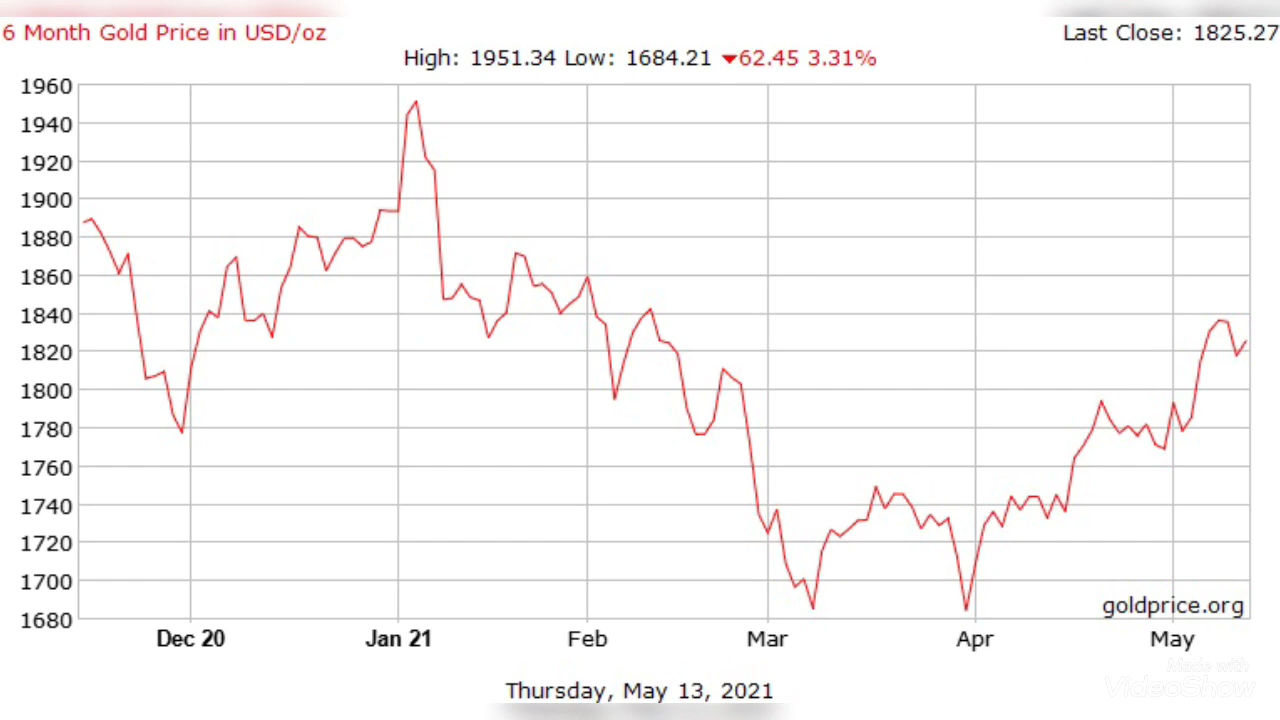 6 Month Gold Price in USD/oz
Last Close: 1825.27
High: 1951.34 Low: 1684.21 ▼62.45 3.31%
1960
1940
1920
1900
1880
1860
1840
1820
1800
1780
1760
1740
1720
1700
1680
goldprice.org
Dec 20 Jan 21 Feb Mar Apr May
Thursday, May 13, 2021
Made with
VideoShow